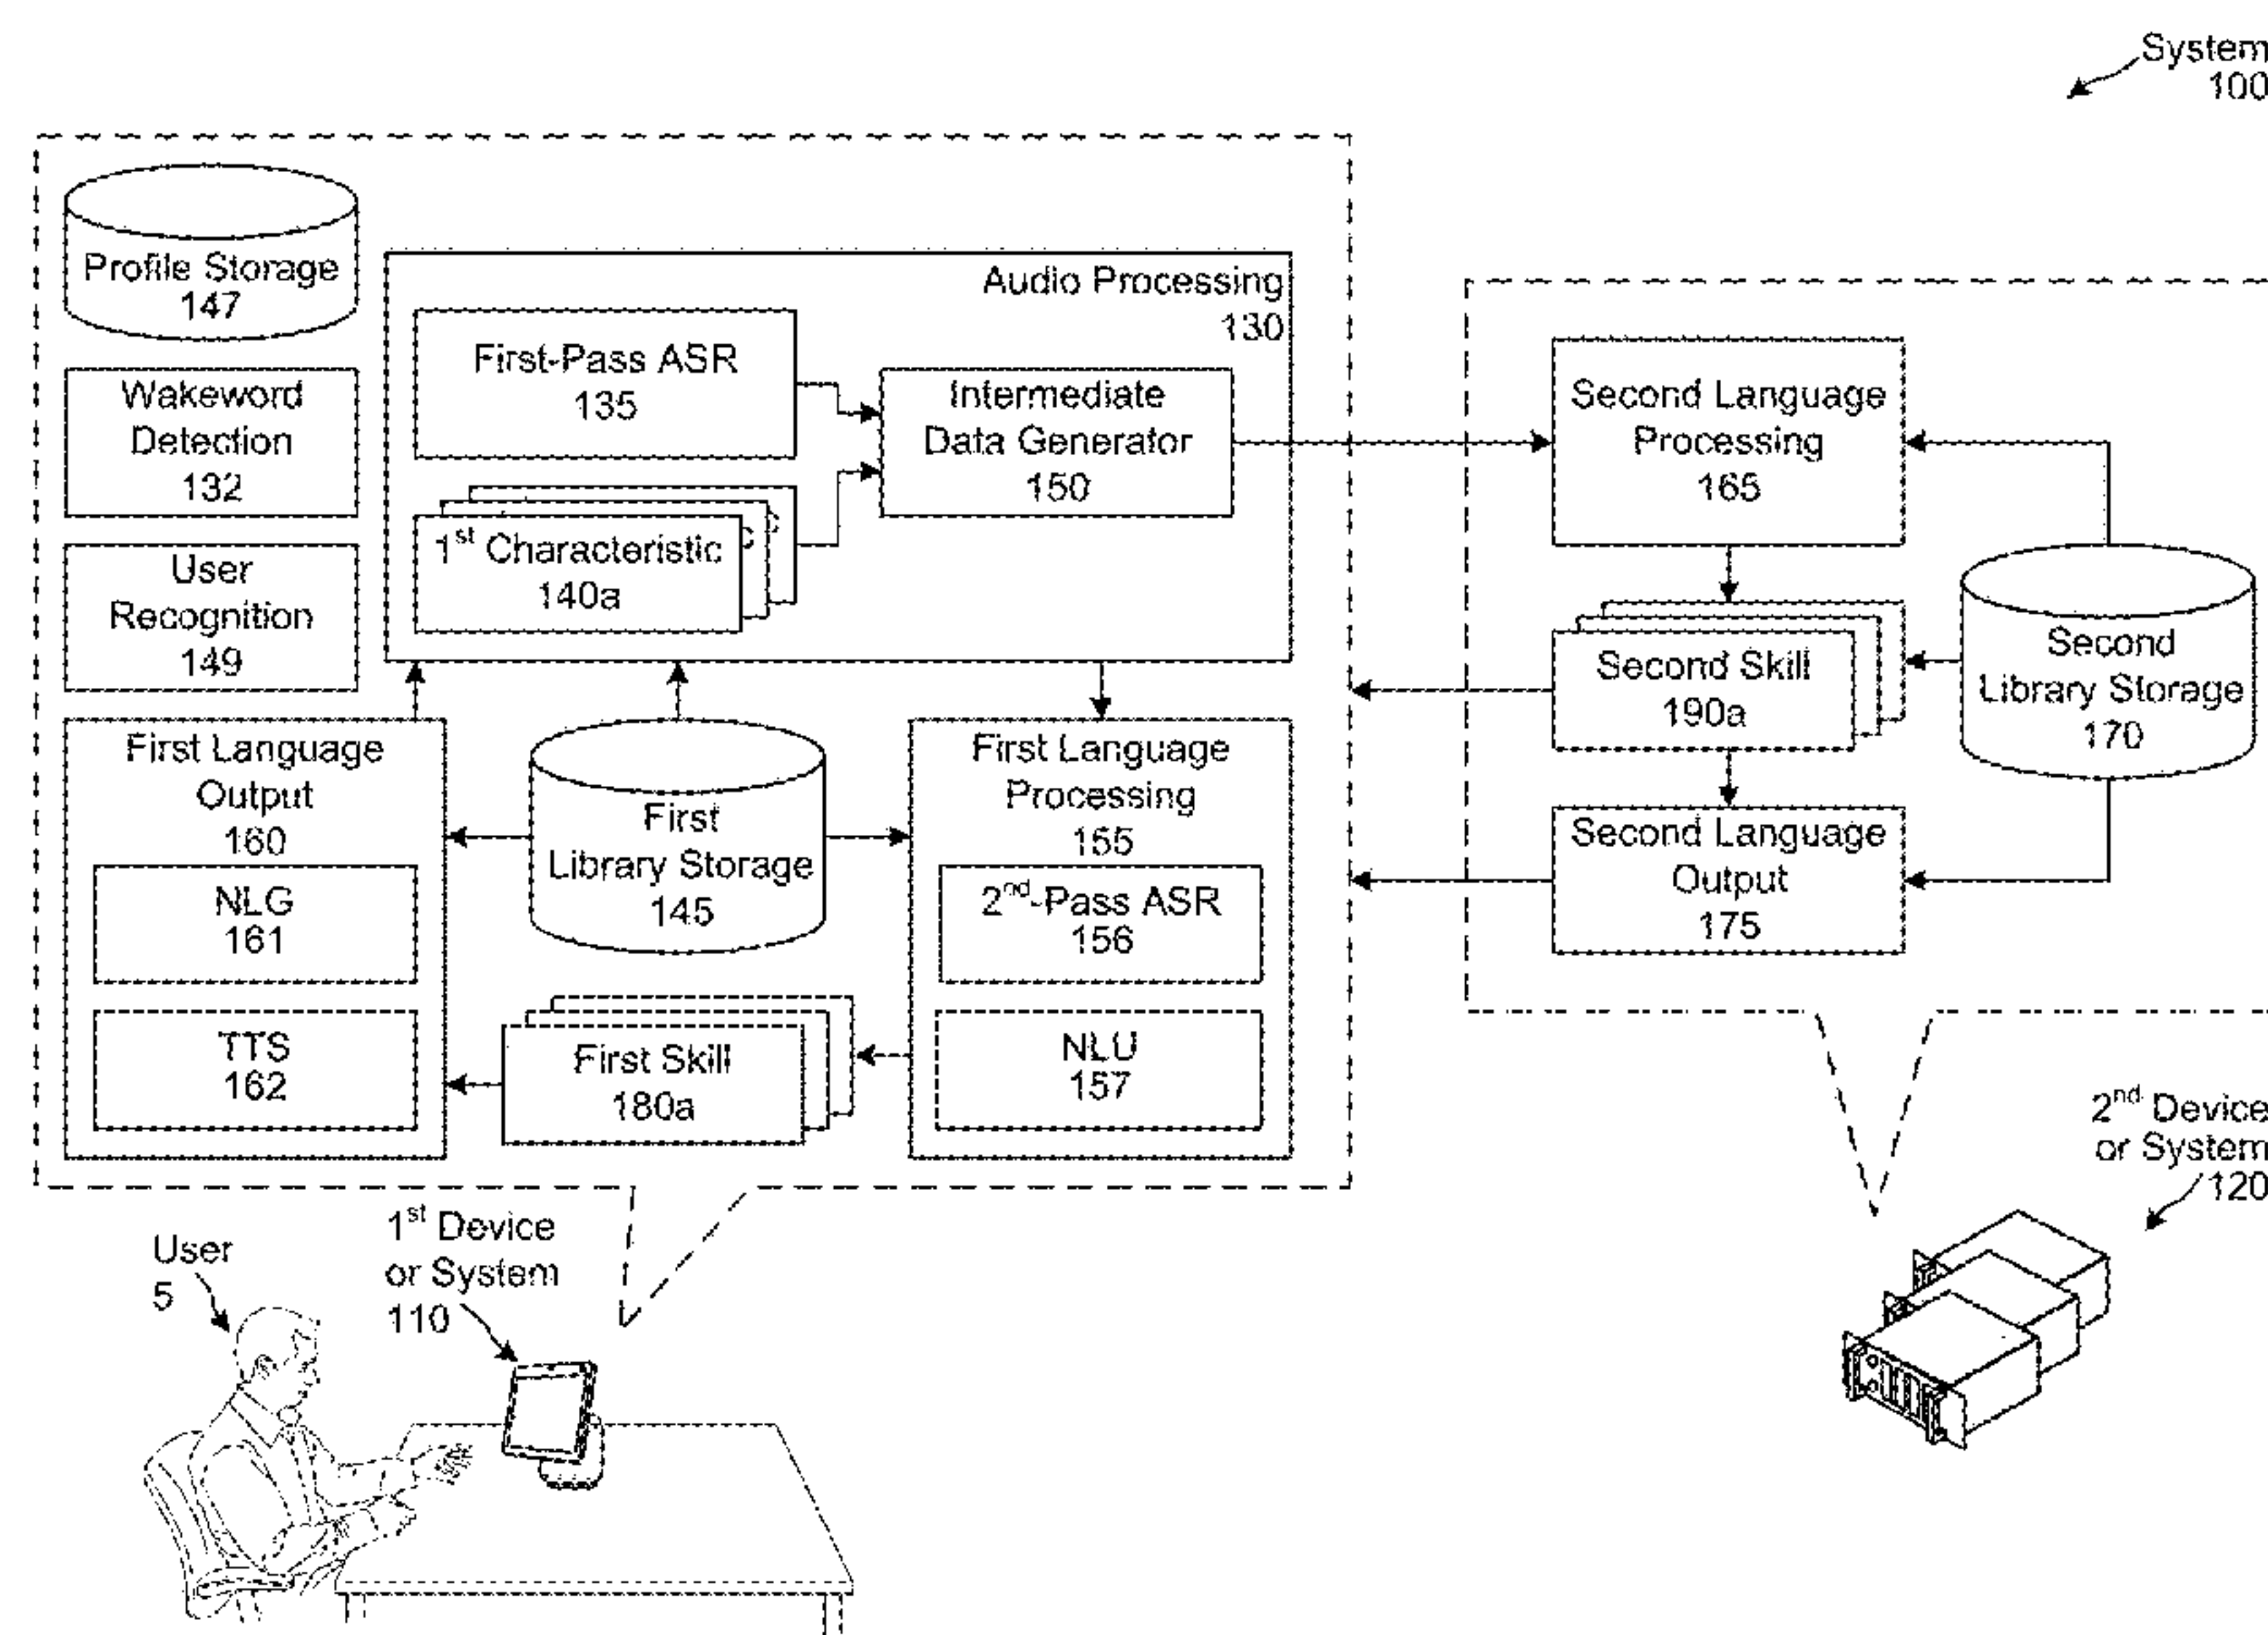 System
100
Profile Storage
147
Wakeword
Detection
132
User
Recognition
149
Audio Processing
130
First-Pass ASR
135
1st Characteristic
140a
Intermediate
Data Generator
150
First Language
Output
160
NLG
161
TTS
162
First
Library Storage
145
First Skill
180a
First Language
Processing
155
2nd-Pass ASR
156
NLU
157
Second Language
Processing
165
Second Skill
190a
Second Language
Output
175
Second
Library Storage
170
User
5
1st Device
or System
110
2nd Device
or System
120